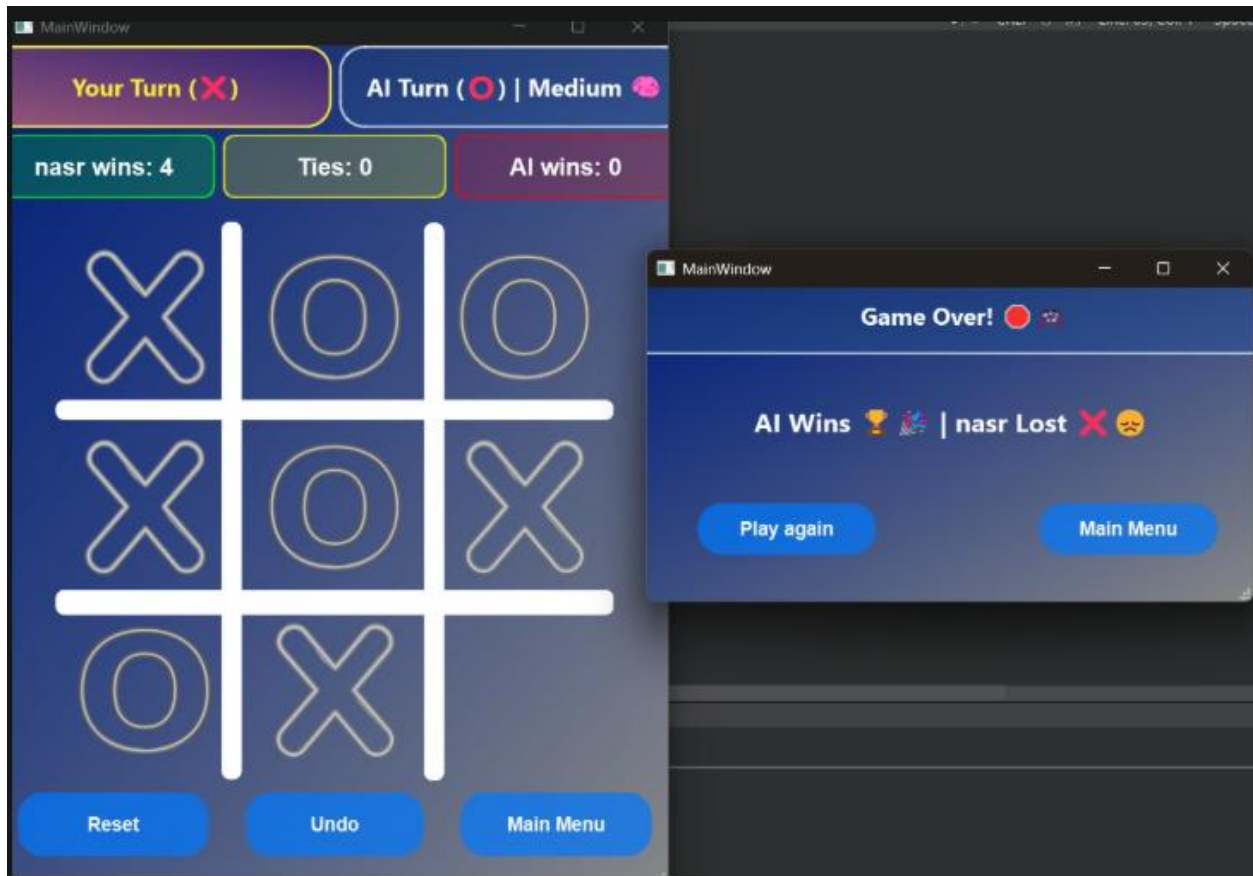 MainWindow
Your Turn (❌)
AI Turn (⭕) | Medium 🧠
nasr wins: 4
Ties: 0
AI wins: 0
X O O
X O X
O X
Reset
Undo
Main Menu
MainWindow
Game Over! 🛑 🎮
AI Wins 🏆 🎉 | nasr Lost ❌ 😞
Play again
Main Menu